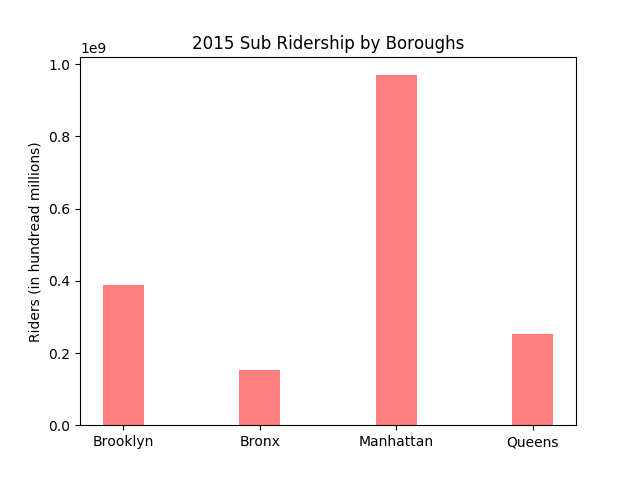 2015 Sub Ridership by Boroughs
1e9
1.0
0.8
0.6
0.4
0.2
0.0
Riders (in hundread millions)
Brooklyn Bronx Manhattan Queens